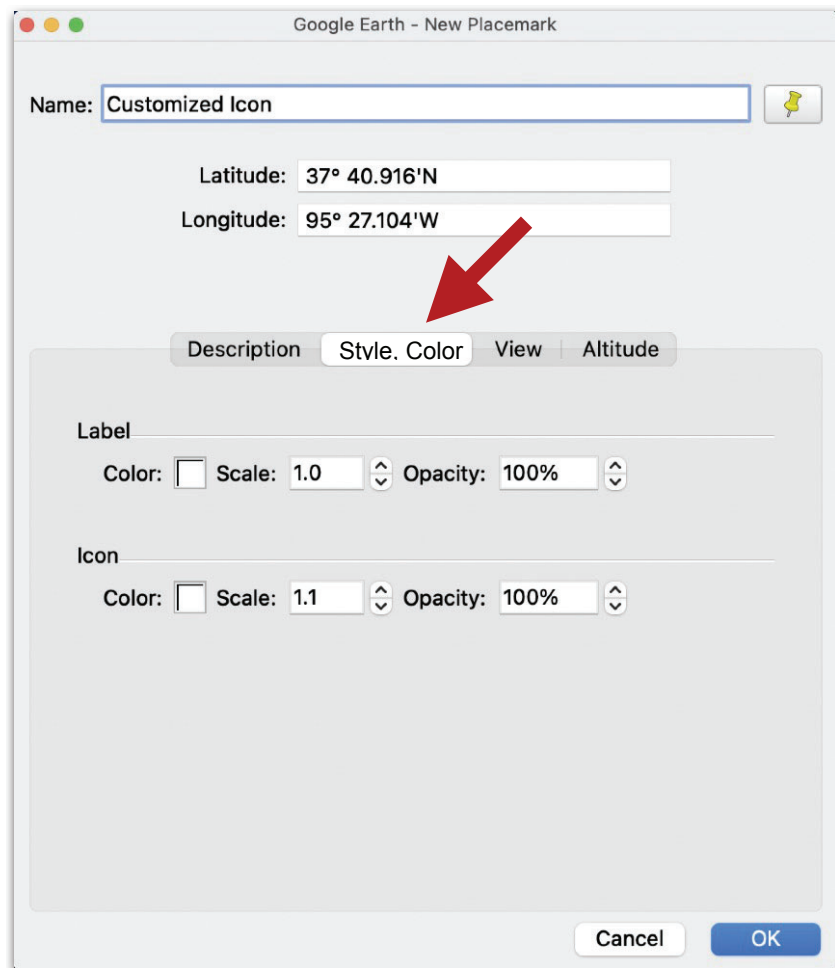 Google Earth - New Placemark
Name: Customized Icon
Latitude: 37° 40.916'N
Longitude: 95° 27.104'W
Description Style, Color View Altitude
Label
Color: Scale: 1.0 Opacity: 100%
Icon
Color: Scale: 1.1 Opacity: 100%
Cancel OK